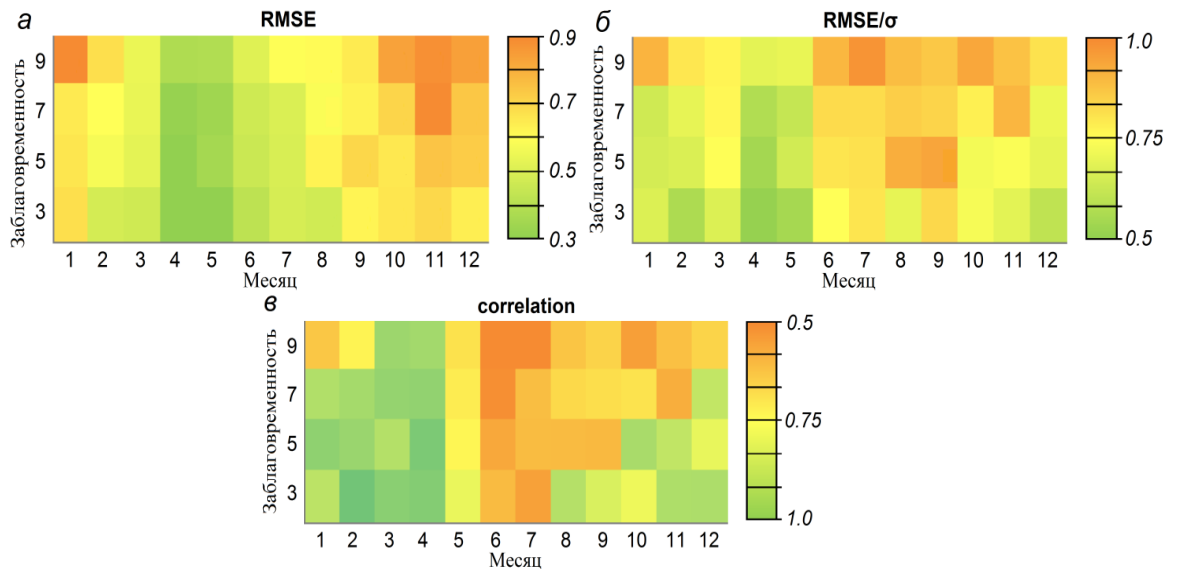 а
RMSE
Заблаговременность
9
7
5
3
1 2 3 4 5 6 7 8 9 10 11 12
Месяц
0.9
0.7
0.5
0.3
б
RMSE/σ
Заблаговременность
9
7
5
3
1 2 3 4 5 6 7 8 9 10 11 12
Месяц
1.0
0.75
0.5
в
correlation
Заблаговременность
9
7
5
3
1 2 3 4 5 6 7 8 9 10 11 12
Месяц
0.5
0.75
1.0